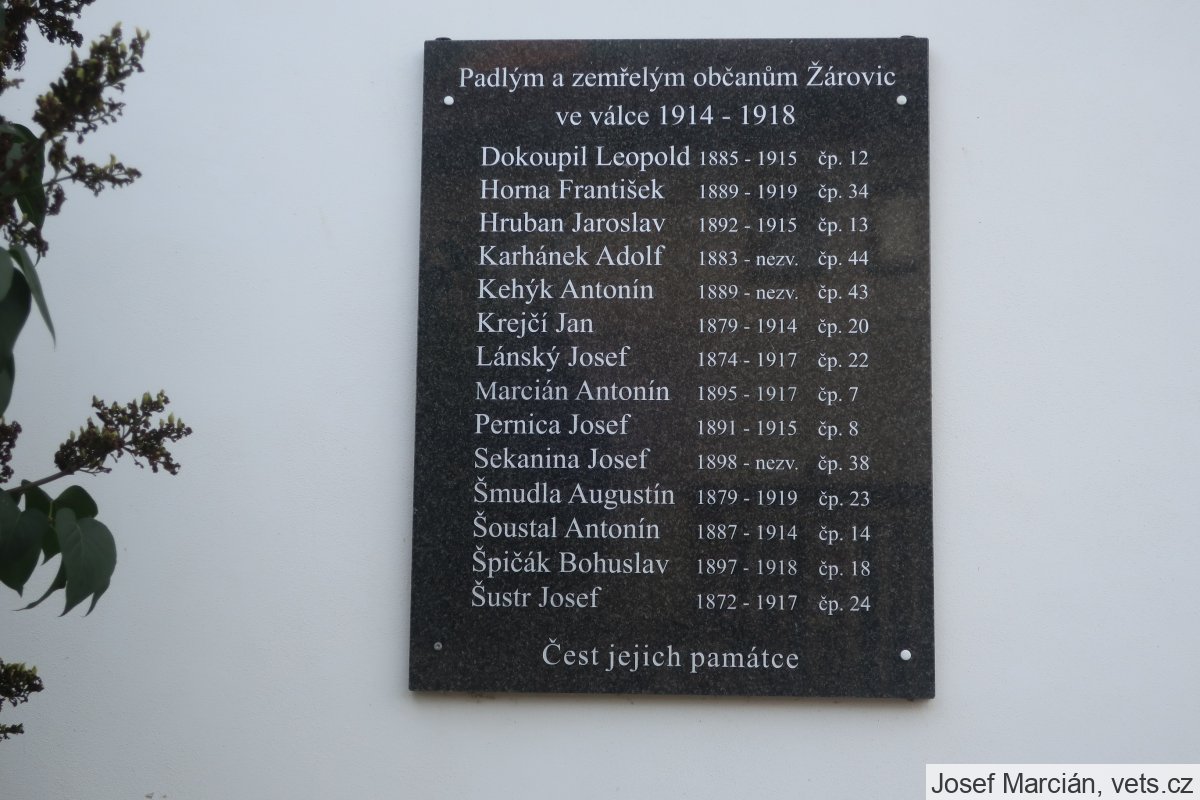 Padlým a zemřelým občanům Žárovic
ve válce 1914 - 1918
Dokoupil Leopold 1885 - 1915 čp. 12
Horna František 1889 - 1919 čp. 34
Hruban Jaroslav 1892 - 1915 čp. 13
Karhánek Adolf 1883 - nezv. čp. 44
Kehýk Antonín 1889 - nezv. čp. 43
Krejčí Jan 1879 - 1914 čp. 20
Lánský Josef 1874 - 1917 čp. 22
Marcián Antonín 1895 - 1917 čp. 7
Pernica Josef 1891 - 1915 čp. 8
Sekanina Josef 1898 - nezv. čp. 38
Šmudla Augustín 1879 - 1919 čp. 23
Šoustal Antonín 1887 - 1914 čp. 14
Špičák Bohuslav 1897 - 1918 čp. 18
Šustr Josef 1872 - 1917 čp. 24
Čest jejich památce
Josef Marcián, vets.cz